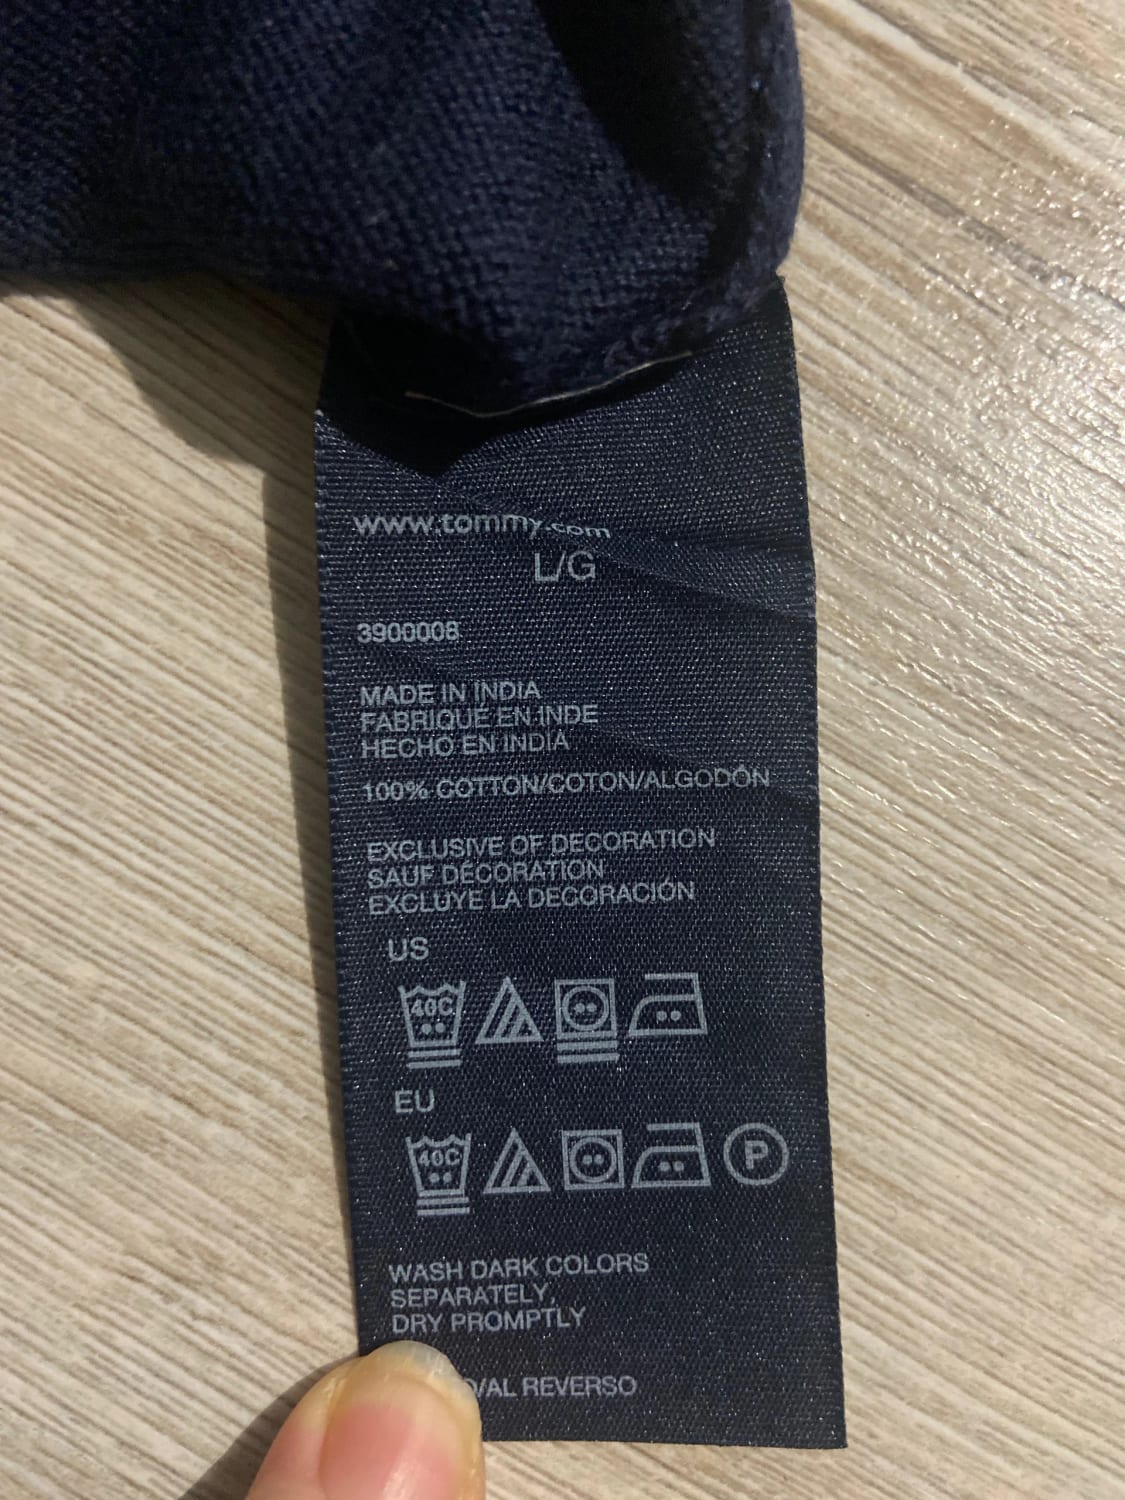 www.tommy.com
L/G
3900008
MADE IN INDIA
FABRIQUÉ EN INDE
HECHO EN INDIA
100% COTTON/COTON/ALGODÓN
EXCLUSIVE OF DECORATION
SAUF DÉCORATION
EXCLUYE LA DECORACIÓN
US
40C
EU
40C P
WASH DARK COLORS
SEPARATELY,
DRY PROMPTLY
/AL REVERSO